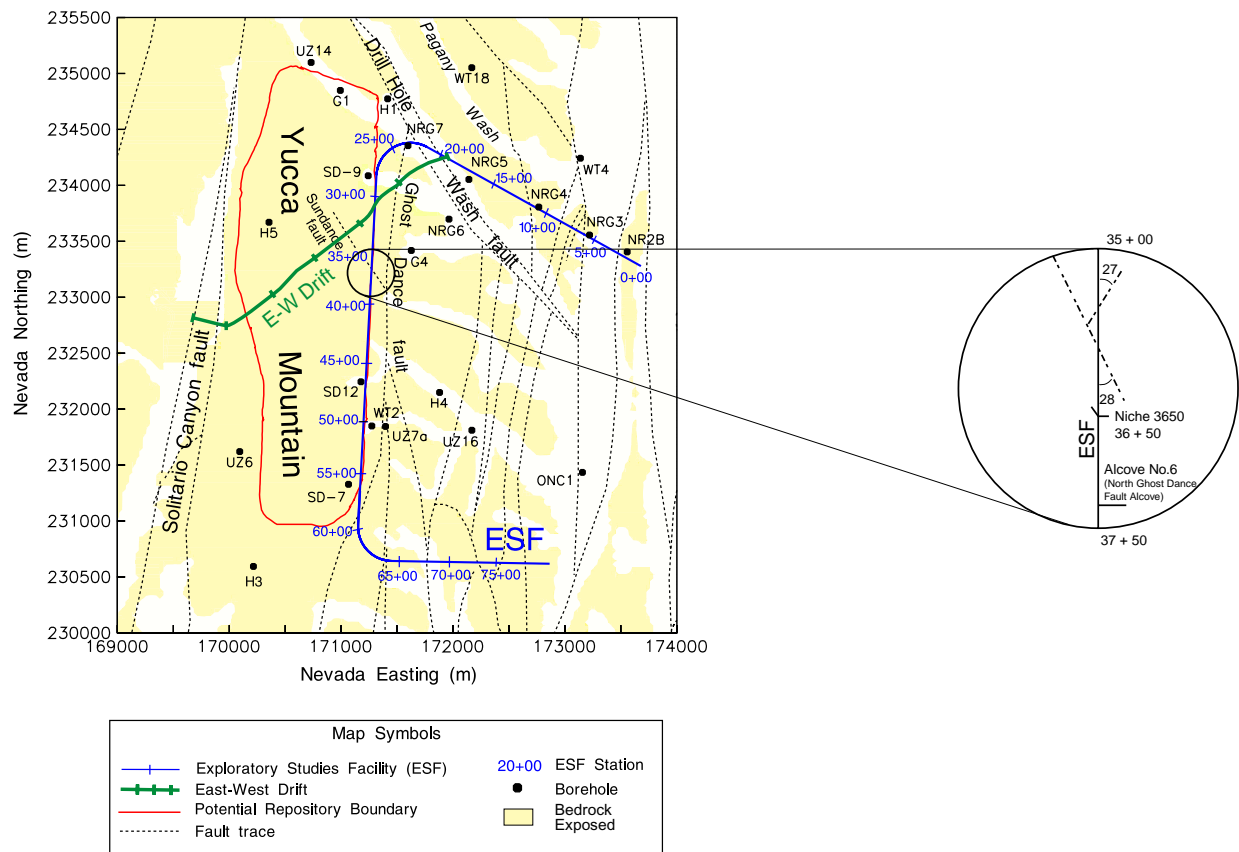 235500
235000
234500
234000
233500
233000
232500
232000
231500
231000
230500
230000
Nevada Northing (m)
169000
170000
171000
172000
173000
174000
Nevada Easting (m)
UZ14
G1
H1
Drill Hole
Wash
fault
Pagany
Wash
WT18
NRG7
25+00
20+00
NRG5
15+00
WT4
SD-9
30+00
NRG4
10+00
NRG3
5+00
NR2B
0+00
Yucca
Mountain
Sundance
fault
Ghost
Dance
fault
NRG6
H5
G4
35+00
E-W Drift
40+00
Solitario Canyon fault
45+00
SD12
H4
WT2
50+00
UZ7a
UZ16
UZ6
55+00
SD-7
ONC1
60+00
ESF
65+00
70+00
75+00
H3
35 + 00
27
28
Niche 3650
36 + 50
ESF
Alcove No.6
(North Ghost Dance
Fault Alcove)
37 + 50
Map Symbols
Exploratory Studies Facility (ESF)
East-West Drift
Potential Repository Boundary
Fault trace
20+00 ESF Station
Borehole
Bedrock
Exposed